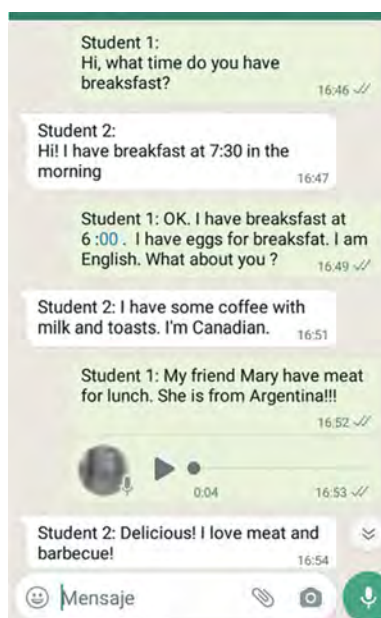 Student 1:
Hi, what time do you have
breaksfast?
16:46
Student 2:
Hi! I have breakfast at 7:30 in the
morning
16:47
Student 1: OK. I have breaksfast at
6 :00 .  I have eggs for breaksfat. I am
English. What about you ?
16:49
Student 2: I have some coffee with
milk and toasts. I'm Canadian.
16:51
Student 1: My friend Mary have meat
for lunch. She is from Argentina!!!
16:52
0:04
16:53
Student 2: Delicious! I love meat and
barbecue!
16:54
Mensaje